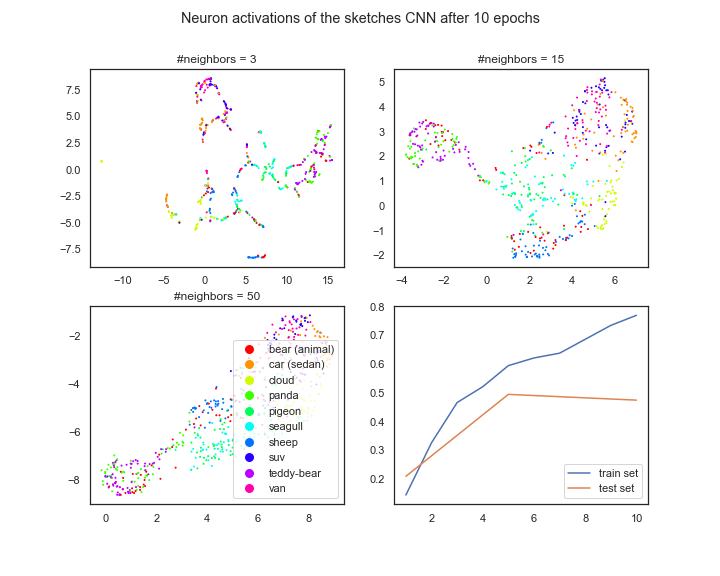 Neuron activations of the sketches CNN after 10 epochs
#neighbors = 3
7.5
5.0
2.5
0.0
−2.5
−5.0
−7.5
−10 −5 0 5 10 15
#neighbors = 15
5
4
3
2
1
0
−1
−2
−4 −2 0 2 4 6
#neighbors = 50
−2
−4
−6
−8
0 2 4 6 8
bear (animal)
car (sedan)
cloud
panda
pigeon
seagull
sheep
suv
teddy-bear
van
0.8
0.7
0.6
0.5
0.4
0.3
0.2
2 4 6 8 10
train set
test set